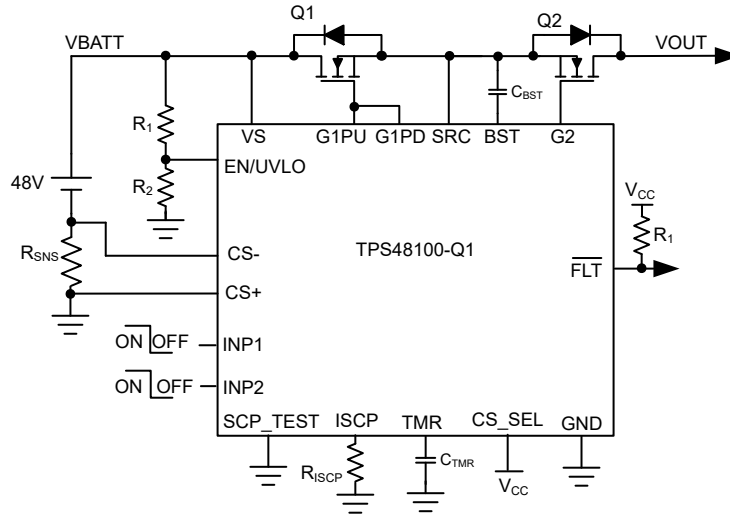 Q1
Q2
VBATT
VOUT
R1
CBST
VS
G1PU
G1PD
SRC
BST
G2
EN/UVLO
R2
48V
VCC
RSNS
TPS48100-Q1
R1
CS-
FLT
CS+
ON OFF
INP1
ON OFF
INP2
SCP_TEST
ISCP
TMR
CS_SEL
GND
RISCP
CTMR
VCC